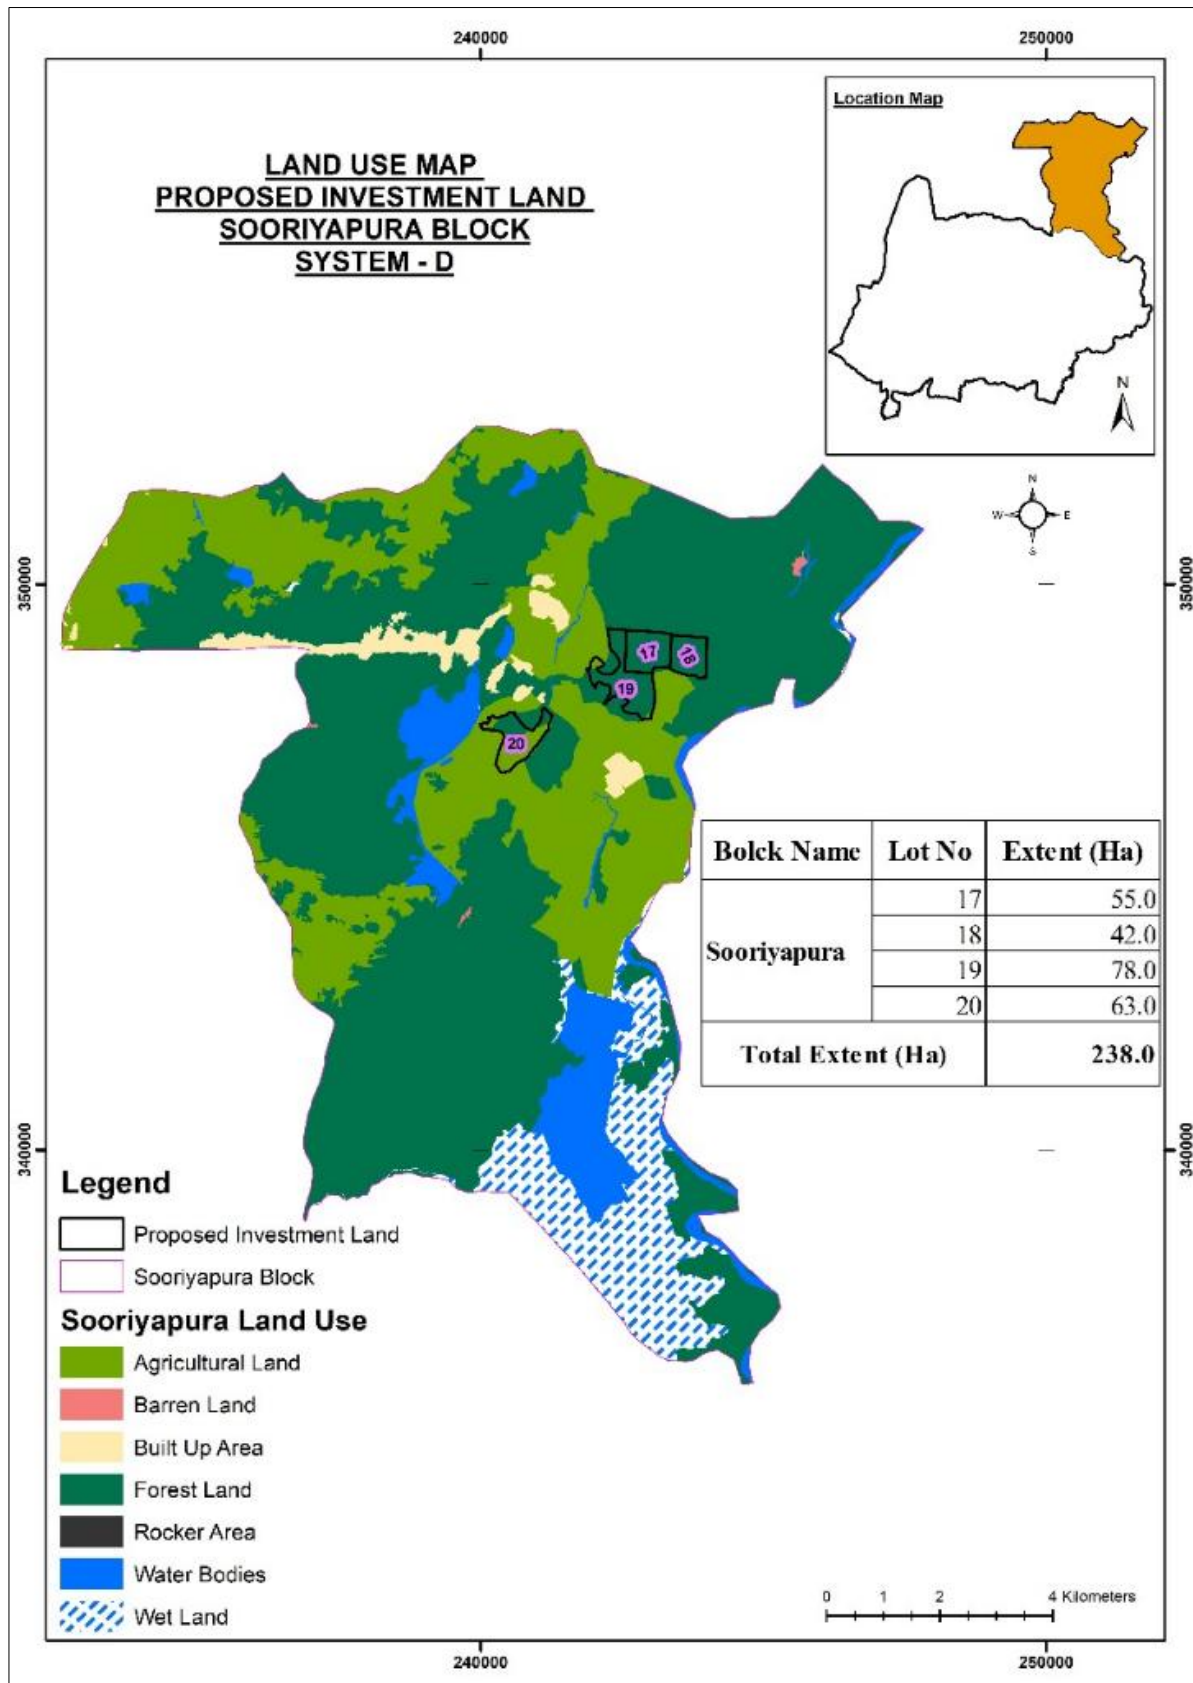 240000
250000
Location Map
LAND USE MAP
PROPOSED INVESTMENT LAND
SOORIYAPURA BLOCK
SYSTEM - D
N
N
W
E
S
350000
350000
17
18
19
20
Bolck Name Lot No Extent (Ha)
Sooriyapura
17 55.0
18 42.0
19 78.0
20 63.0
Total Extent (Ha) 238.0
340000
340000
Legend
Proposed Investment Land
Sooriyapura Block
Sooriyapura Land Use
Agricultural Land
Barren Land
Built Up Area
Forest Land
Rocker Area
Water Bodies
Wet Land
0 1 2 4 Kilometers
240000
250000